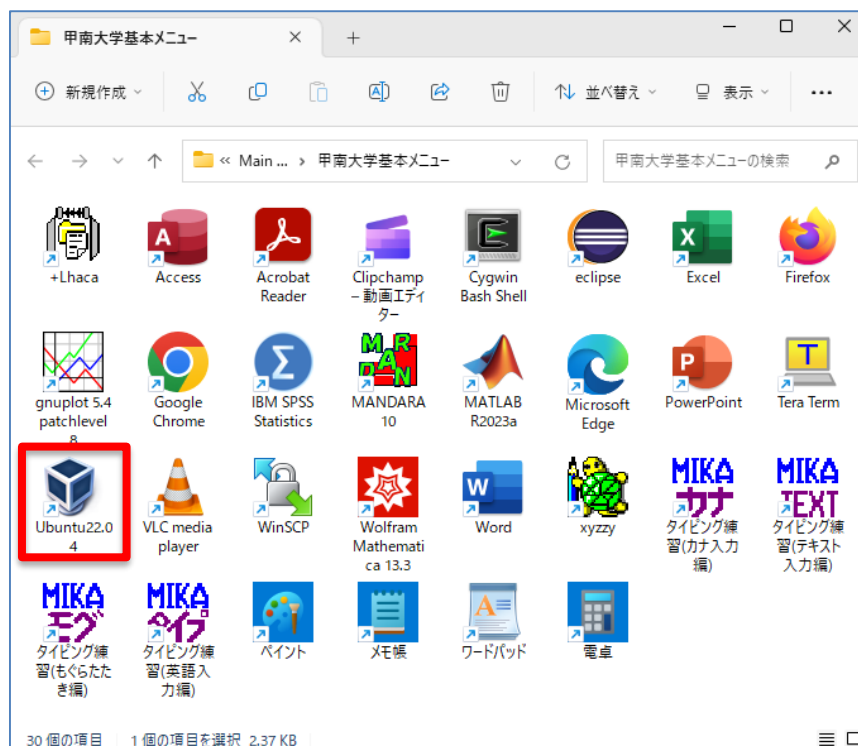 甲南大学基本メニュー
新規作成
並べ替え
表示
« Main ... › 甲南大学基本メニュー
甲南大学基本メニューの検索
+Lhaca
Access
Acrobat
Reader
Clipchamp
– 動画エディ
ター
Cygwin
Bash Shell
eclipse
Excel
Firefox
gnuplot 5.4
patchlevel
8
Google
Chrome
IBM SPSS
Statistics
MANDARA
10
MATLAB
R2023a
Microsoft
Edge
PowerPoint
Tera Term
Ubuntu22.0
4
VLC media
player
WinSCP
Wolfram
Mathemati
ca 13.3
Word
xyzzy
MIKA
カナ
タイピング練
習(カナ入力
編)
MIKA
TEXT
タイピング練
習(テキスト
入力編)
MIKA
モグ
タイピング練
習(もぐらたた
き編)
MIKA
ペイプ
タイピング練
習(英語入
力編)
ペイント
メモ帳
ワードパッド
電卓
30 個の項目
1 個の項目を選択 2.37 KB